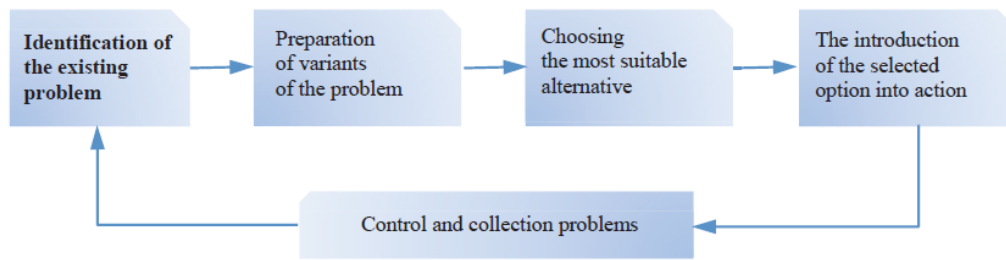 Identification of
the existing
problem
Preparation
of variants
of the problem
Choosing
the most suitable
alternative
The introduction
of the selected
option into action
Control and collection problems